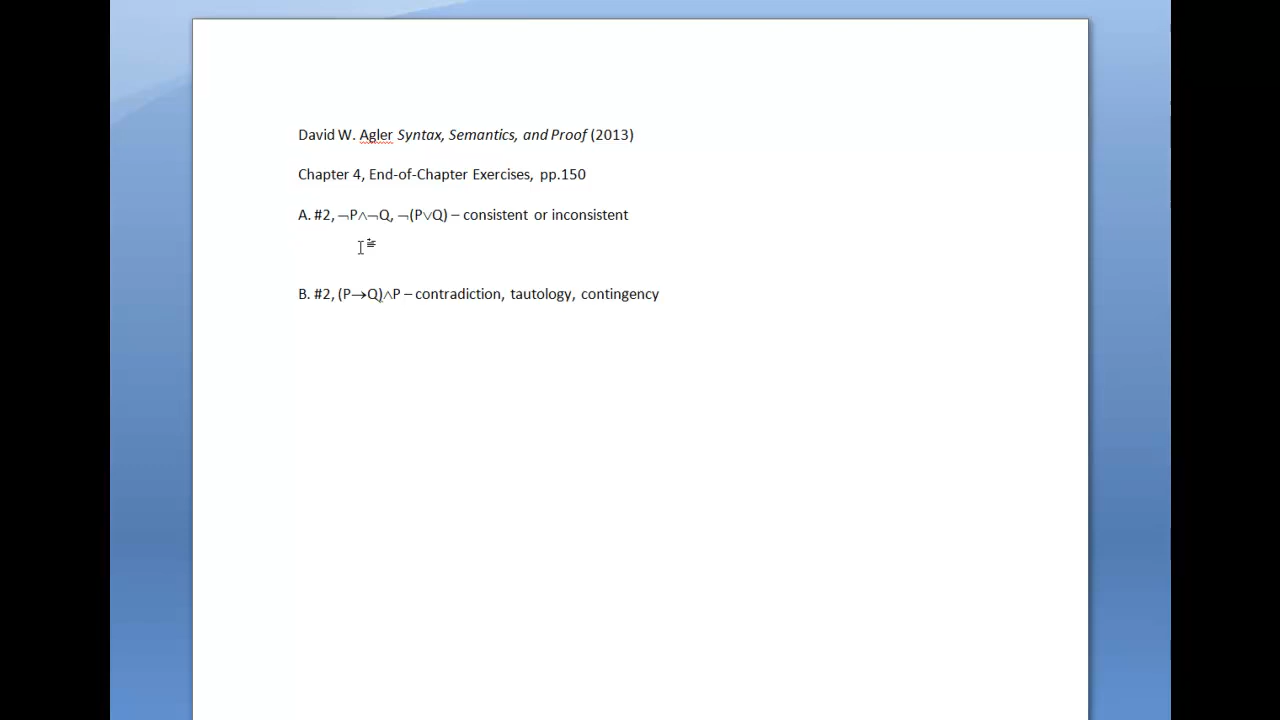 David W. Agler Syntax, Semantics, and Proof (2013)
Chapter 4, End-of-Chapter Exercises, pp.150
A. #2, ¬P∧¬Q, ¬(P∨Q) – consistent or inconsistent
B. #2, (P→Q)∧P – contradiction, tautology, contingency